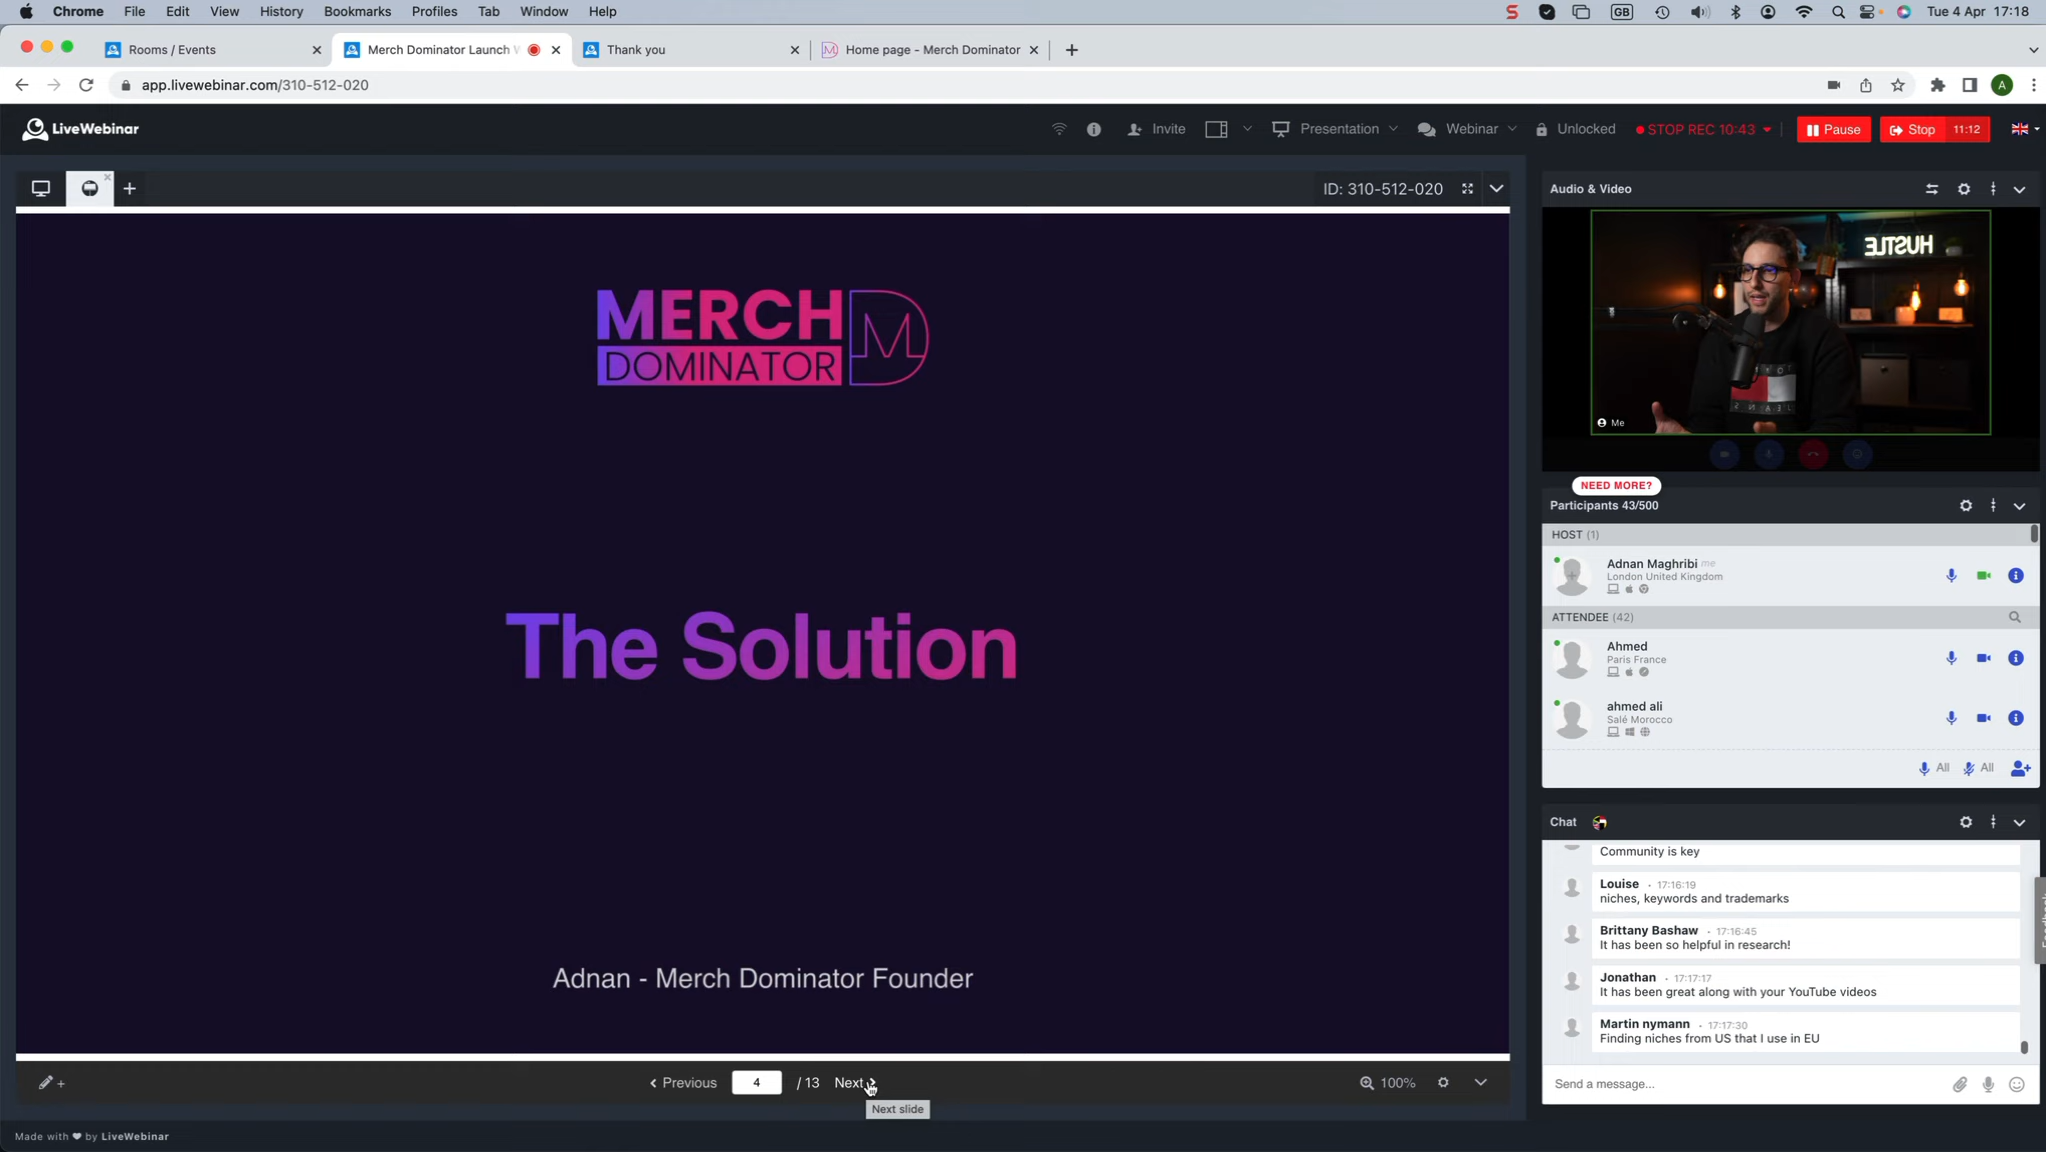 Chrome File Edit View History Bookmarks Profiles Tab Window Help
GB
Tue 4 Apr 17:18
Rooms / Events
Merch Dominator Launch
Thank you
Home page - Merch Dominator
app.livewebinar.com/310-512-020
A
LiveWebinar
Invite
Presentation
Webinar
Unlocked
STOP REC 10:43
Pause
Stop 11:12
ID: 310-512-020
MERCH
DOMINATOR
The Solution
Adnan - Merch Dominator Founder
Previous 4 / 13 Next
Next slide
100%
Made with by LiveWebinar
Audio & Video
HUSTLE
Me
NEED MORE?
Participants 43/500
HOST (1)
Adnan Maghribi me
London United Kingdom
ATTENDEE (42)
Ahmed
Paris France
ahmed ali
Salé Morocco
All All
Chat
Community is key
Louise • 17:16:19
niches, keywords and trademarks
Brittany Bashaw • 17:16:45
It has been so helpful in research!
Jonathan • 17:17:17
It has been great along with your YouTube videos
Martin nymann • 17:17:30
Finding niches from US that I use in EU
Send a message...